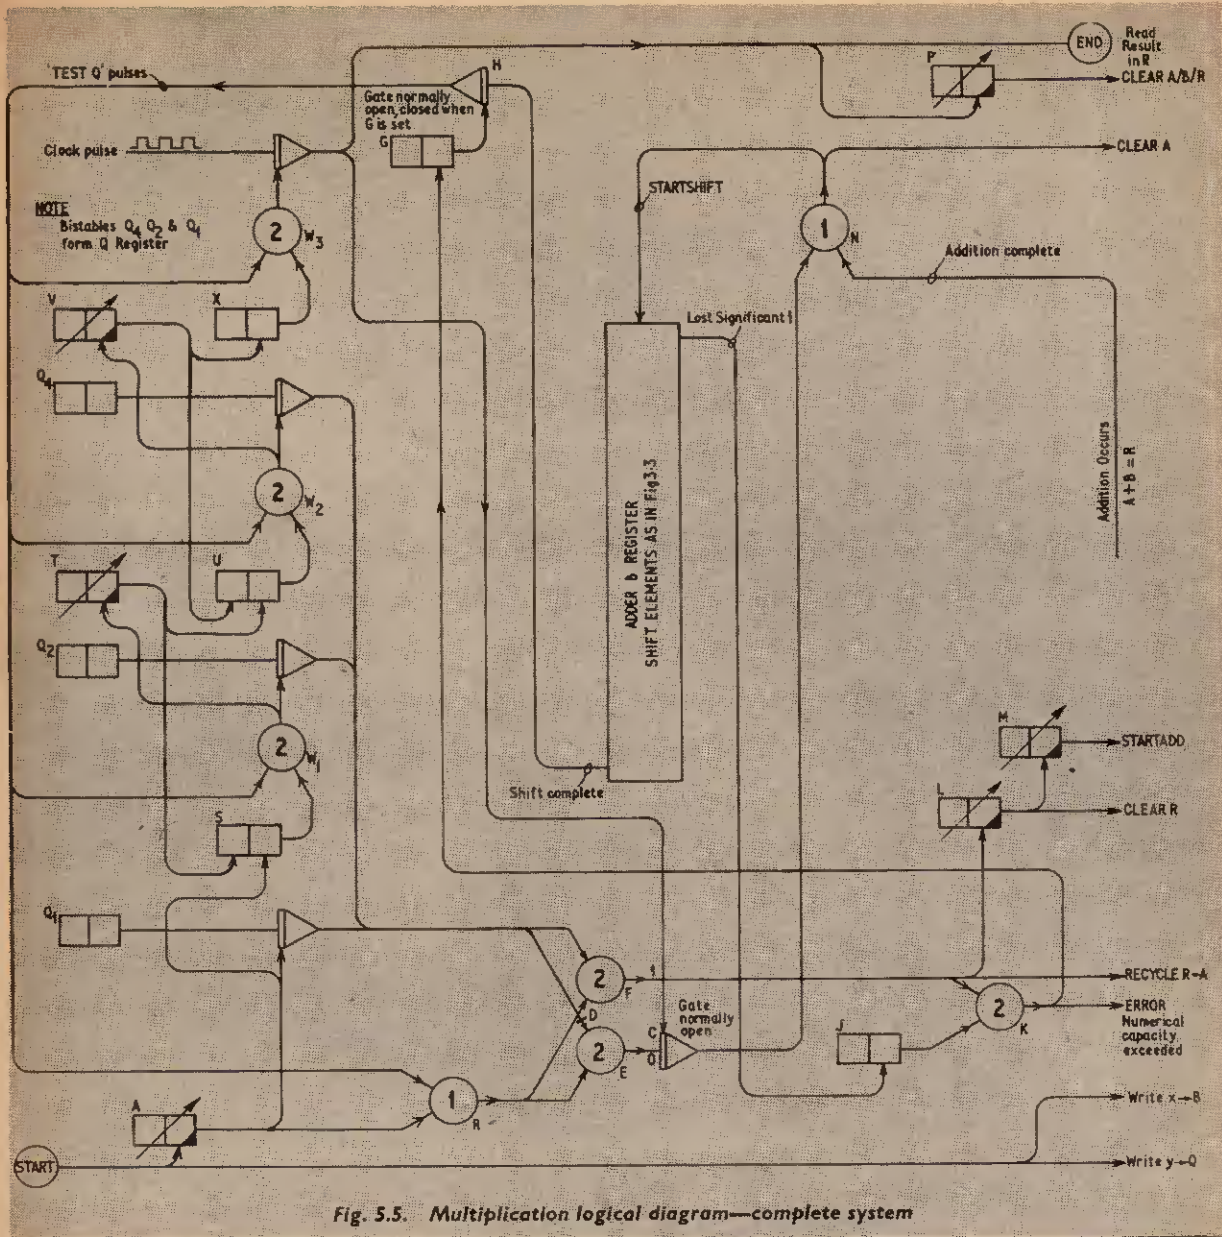 END
Read
Result
in R
P
CLEAR A/B/R
H
'TEST Q' pulses
Gate normally
open, closed when
G is set
G
Clock pulse
CLEAR A
STARTSHIFT
NOTE
Bistables Q4 Q2 & Q1
form Q Register
2
W3
1
N
Addition complete
V
X
Lost Significant 1
Q4
2
W2
ADDER B REGISTER
SHIFT ELEMENTS AS IN Fig 3.3
Addition Occurs
A+B=R
T
U
Q2
2
W1
M
STARTADD
Shift complete
L
CLEAR R
S
Q1
2
F
1
RECYCLE R-A
D
Gate
normally
open
C
O
2
E
J
2
K
ERROR
Numerical
capacity
exceeded
1
R
A
Write x→B
START
Write y→Q
Fig. 5.5. Multiplication logical diagram—complete system